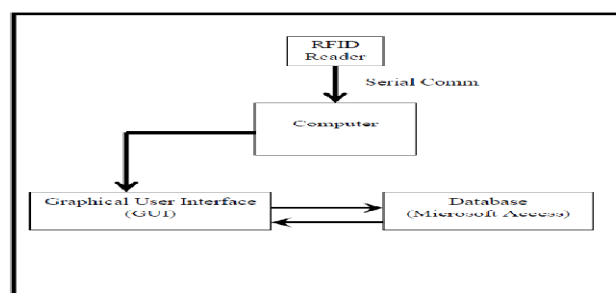 RFID
Reader
Serial Comm
Computer
Graphical User Interface
(GUI)
Database
(Microsoft Access)